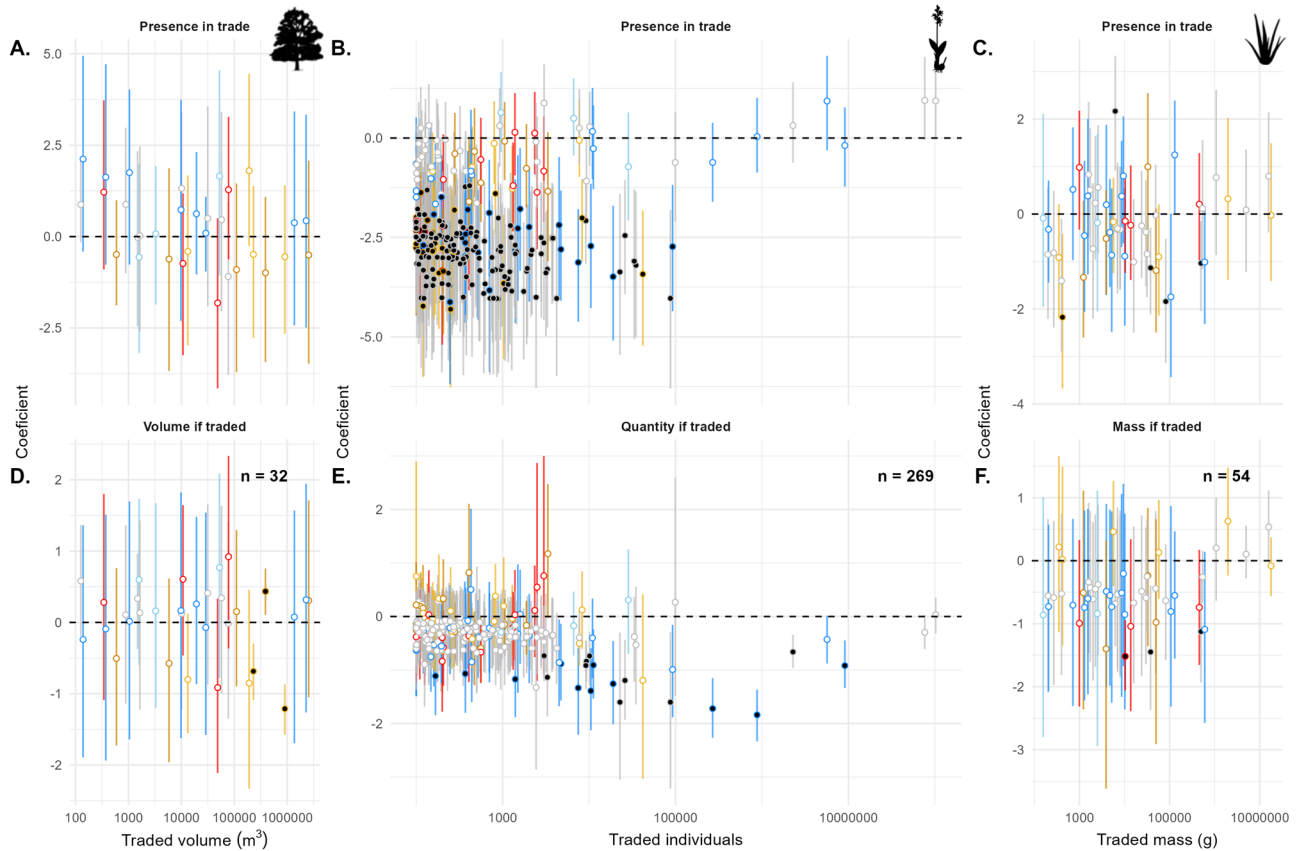 A.
Presence in trade
B.
Presence in trade
C.
Presence in trade
5.0
2.5
0.0
-2.5
0.0
-2.5
-5.0
2
0
-2
-4
Coeficient
Coeficient
Coeficient
D.
Volume if traded
n = 32
E.
Quantity if traded
n = 269
F.
Mass if traded
n = 54
2
1
0
-1
-2
2
0
-2
1
0
-1
-2
-3
100 1000 10000 100000 1000000
1000 100000 10000000
1000 100000 10000000
Traded volume (m³)
Traded individuals
Traded mass (g)